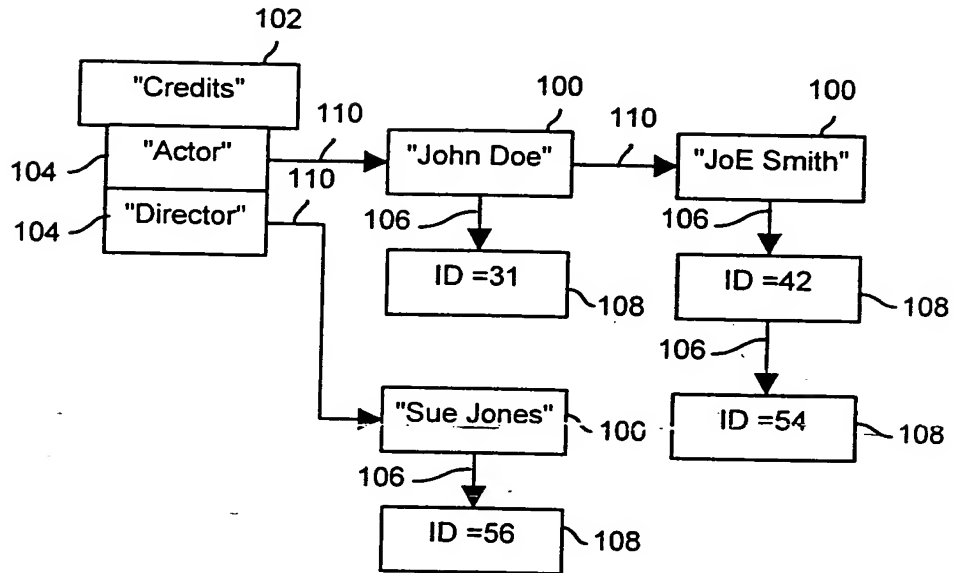 102
"Credits"
100
100
110
110
"Actor"
"John Doe"
"JoE Smith"
104
110
106
106
104
"Director"
ID =31
ID =42
108
108
106
"Sue Jones"
100
ID =54
108
106
ID =56
108